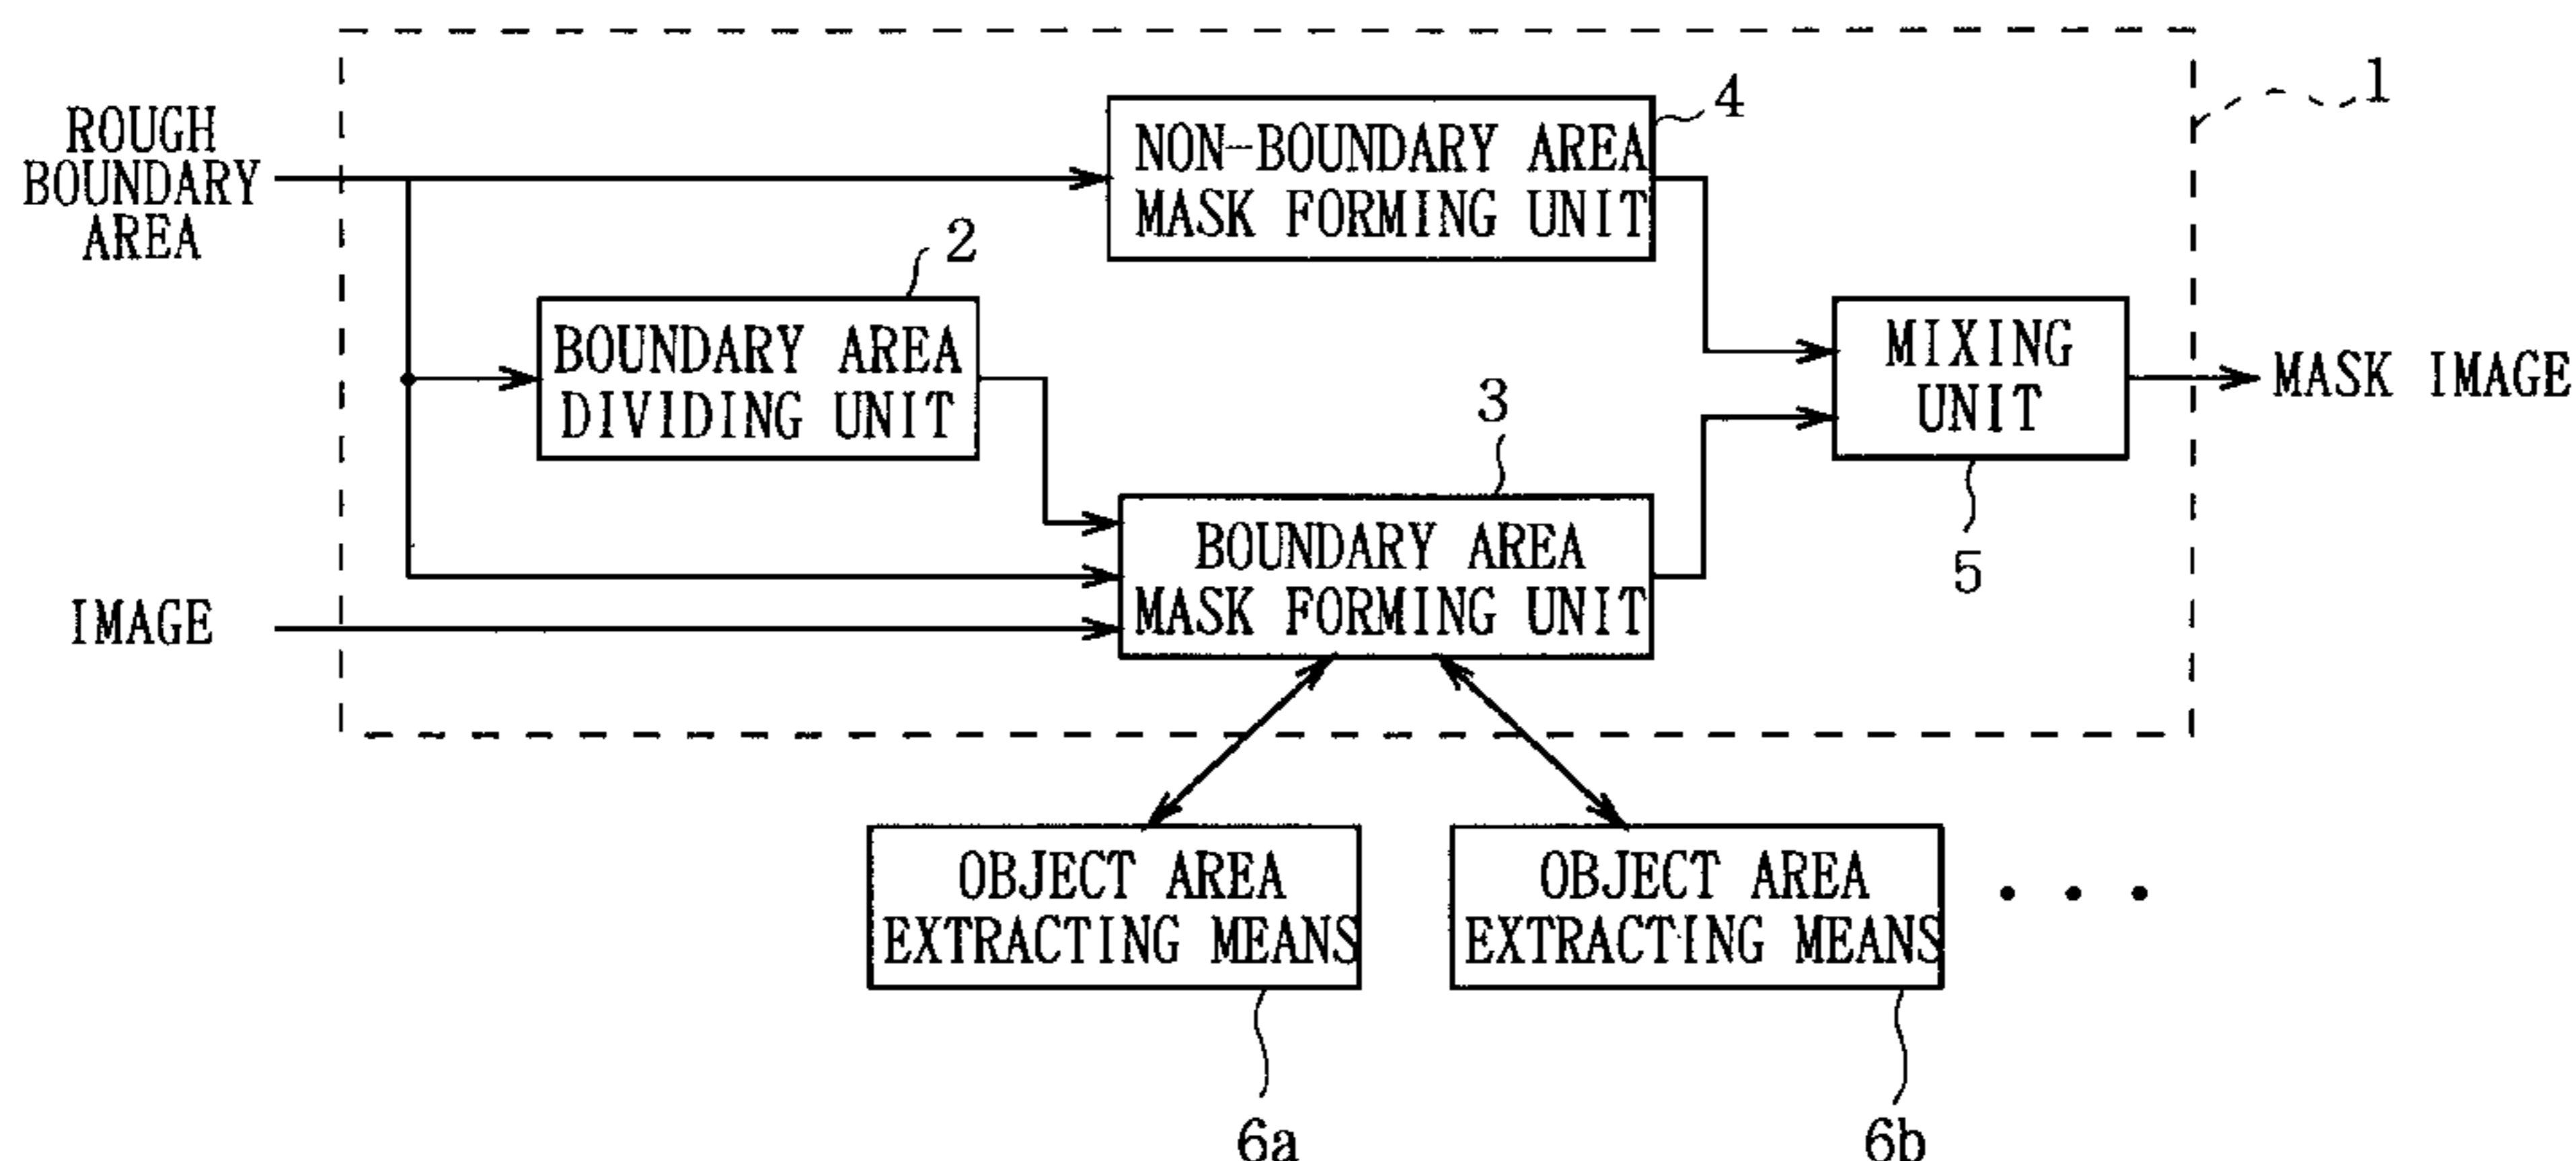 1
ROUGH
BOUNDARY
AREA
4
NON-BOUNDARY AREA
MASK FORMING UNIT
2
BOUNDARY AREA
DIVIDING UNIT
MIXING
UNIT
5
MASK IMAGE
3
BOUNDARY AREA
MASK FORMING UNIT
IMAGE
OBJECT AREA
EXTRACTING MEANS
6a
OBJECT AREA
EXTRACTING MEANS
6b